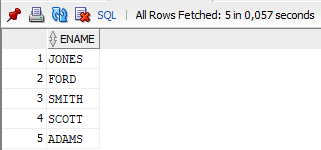 SQL | All Rows Fetched: 5 in 0,057 seconds
ENAME
1 JONES
2 FORD
3 SMITH
4 SCOTT
5 ADAMS